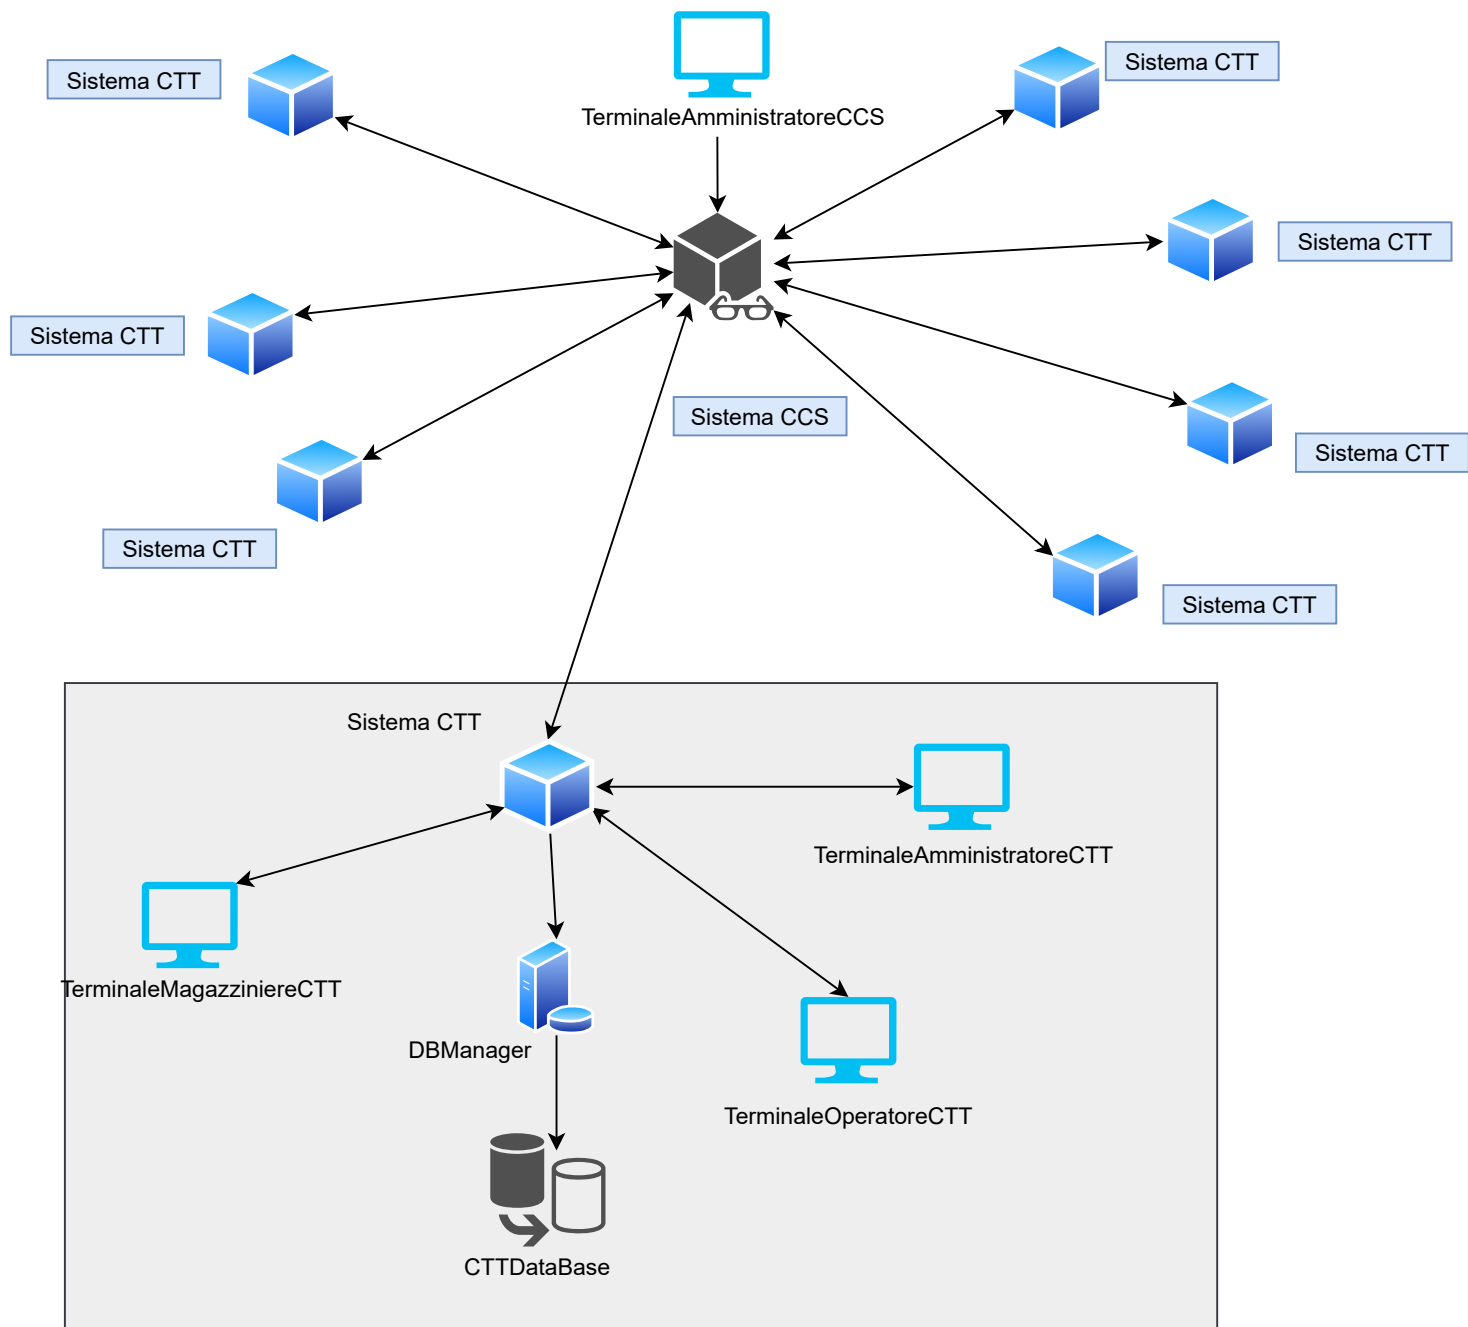 Sistema CTT
TerminaleAmministratoreCCS
Sistema CTT
Sistema CTT
Sistema CTT
Sistema CCS
Sistema CTT
Sistema CTT
Sistema CTT
Sistema CTT
TerminaleAmministratoreCTT
TerminaleMagazziniereCTT
DBManager
TerminaleOperatoreCTT
CTTDataBase